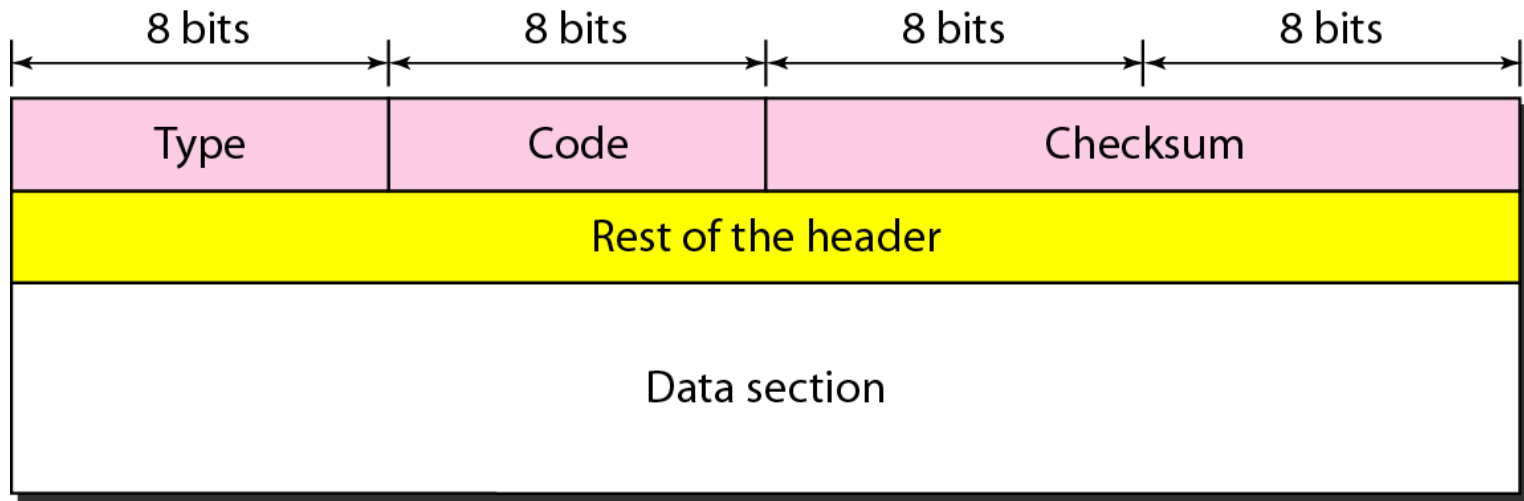 8 bits 8 bits 8 bits 8 bits
Type Code Checksum
Rest of the header
Data section